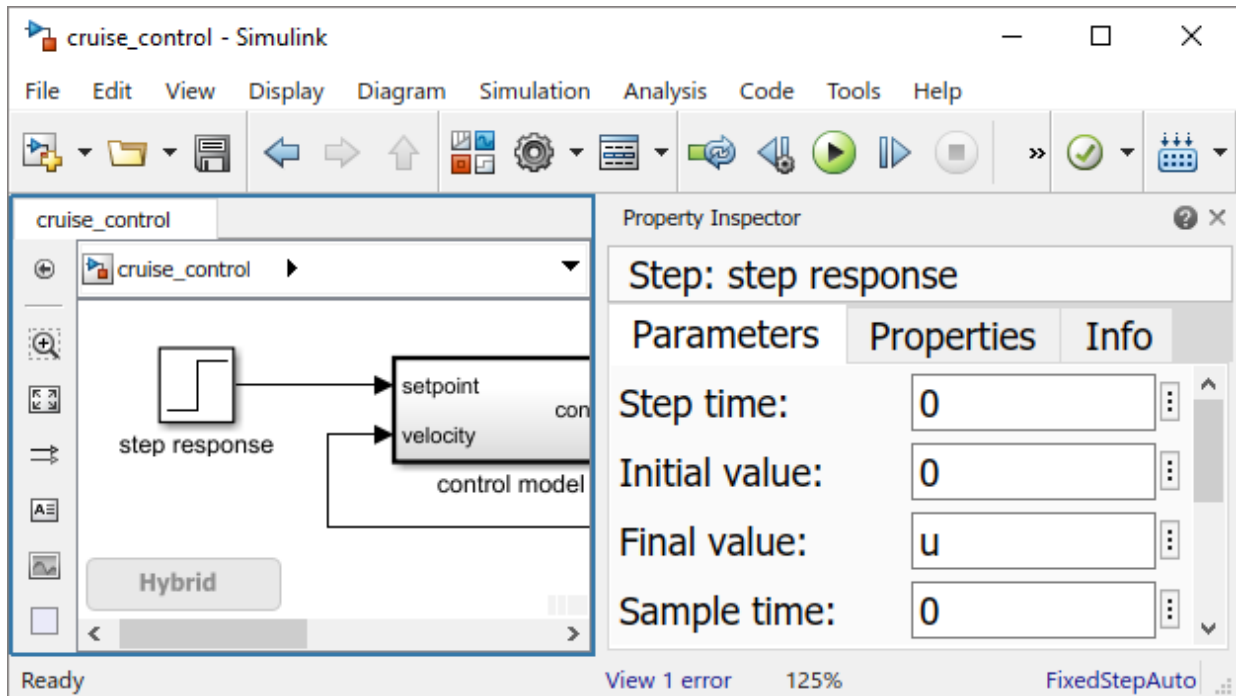 cruise_control - Simulink
File Edit View Display Diagram Simulation Analysis Code Tools Help
cruise_control
cruise_control
setpoint
con
velocity
step response
control model
Hybrid
Property Inspector
Step: step response
Parameters Properties Info
Step time: 0
Initial value: 0
Final value: u
Sample time: 0
Ready View 1 error 125% FixedStepAuto